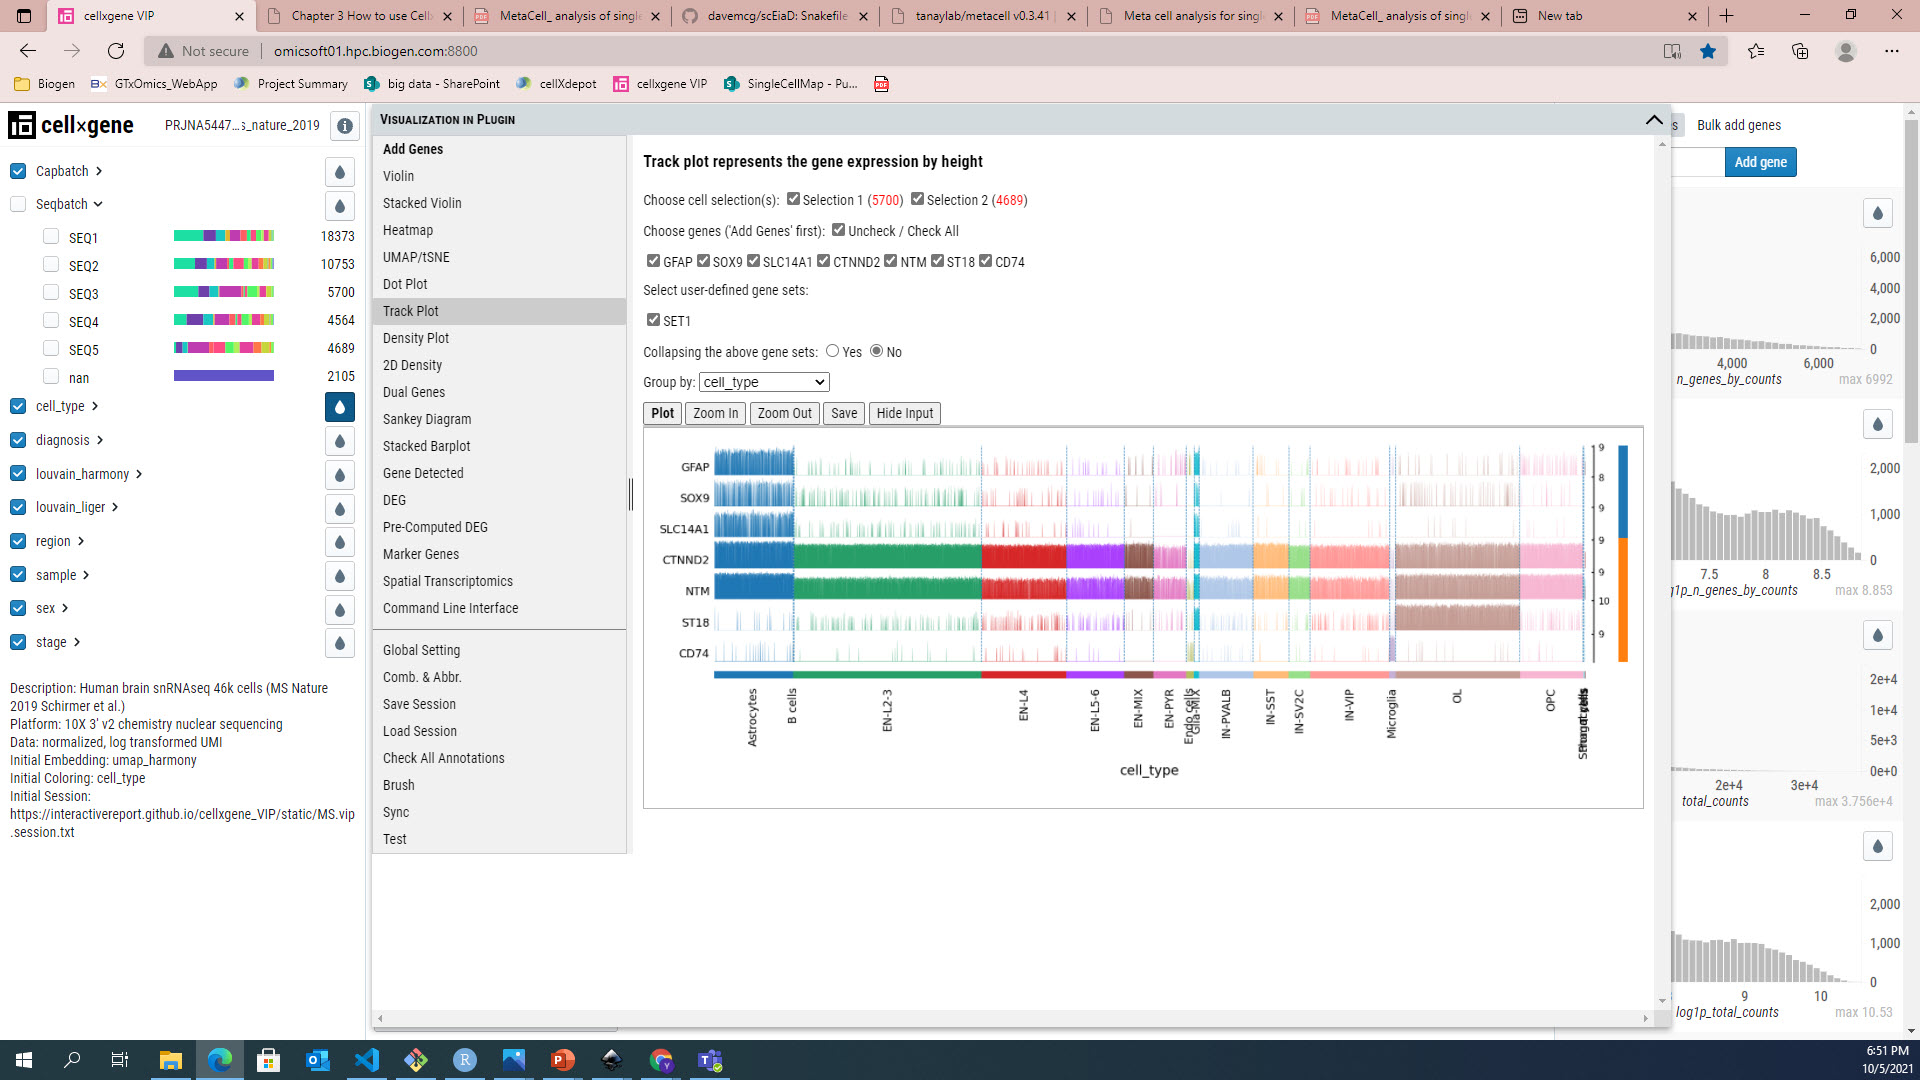 cellxgene VIP
Chapter 3 How to use Cell
MetaCell_ analysis of singl
davemcg/scEiaD: Snakefile
tanaylab/metacell v0.3.41
Meta cell analysis for singl
MetaCell_ analysis of singl
New tab
Not secure
omicsoft01.hpc.biogen.com:8800
Biogen
GTxOmics_WebApp
Project Summary
big data - SharePoint
cellXdepot
cellxgene VIP
SingleCellMap - Pu...
cell×gene
PRJNA5447...s_nature_2019
Capbatch
Seqbatch
SEQ1 18373
SEQ2 10753
SEQ3 5700
SEQ4 4564
SEQ5 4689
nan 2105
cell_type
diagnosis
louvain_harmony
louvain_liger
region
sample
sex
stage
Description: Human brain snRNAseq 46k cells (MS Nature
2019 Schirmer et al.)
Platform: 10X 3' v2 chemistry nuclear sequencing
Data: normalized, log transformed UMI
Initial Embedding: umap_harmony
Initial Coloring: cell_type
Initial Session:
https://interactivereport.github.io/cellxgene_VIP/static/MS.vip
.session.txt
Visualization in Plugin
Add Genes
Violin
Stacked Violin
Heatmap
UMAP/tSNE
Dot Plot
Track Plot
Density Plot
2D Density
Dual Genes
Sankey Diagram
Stacked Barplot
Gene Detected
DEG
Pre-Computed DEG
Marker Genes
Spatial Transcriptomics
Command Line Interface
Global Setting
Comb. & Abbr.
Save Session
Load Session
Check All Annotations
Brush
Sync
Test
Track plot represents the gene expression by height
Choose cell selection(s): Selection 1 (5700) Selection 2 (4689)
Choose genes ('Add Genes' first): Uncheck / Check All
GFAP SOX9 SLC14A1 CTNND2 NTM ST18 CD74
Select user-defined gene sets:
SET1
Collapsing the above gene sets: Yes No
Group by: cell_type
Plot Zoom In Zoom Out Save Hide Input
GFAP
SOX9
SLC14A1
CTNND2
NTM
ST18
CD74
9
8
9
9
9
10
9
Astrocytes
B cells
EN-L2-3
EN-L4
EN-L5-6
EN-MIX
EN-PYR
Endo cells
Glia-MIX
IN-PVALB
IN-SST
IN-SV2C
IN-VIP
Microglia
OL
OPC
cell_type
s
Bulk add genes
Add gene
6,000
4,000
2,000
0
4,000 6,000
n_genes_by_counts max 6992
2,000
1,000
0
7.5 8 8.5
g1p_n_genes_by_counts max 8.853
2e+4
1e+4
5e+3
0e+0
2e+4 3e+4
total_counts max 3.756e+4
2,000
1,000
0
9 10
log1p_total_counts max 10.53
6:51 PM
10/5/2021